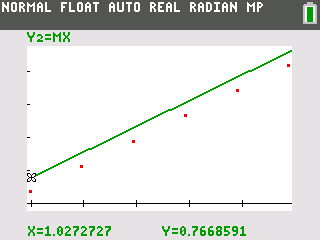 NORMAL FLOAT AUTO REAL RADIAN MP
Y₂=MX
X=1.0272727 Y=0.7668591